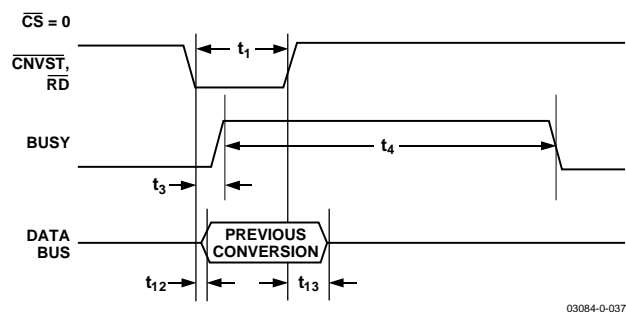 CS = 0
CNVST,
RD
t1
BUSY
t4
t3
DATA
BUS
PREVIOUS
CONVERSION
t12
t13
03084-0-037